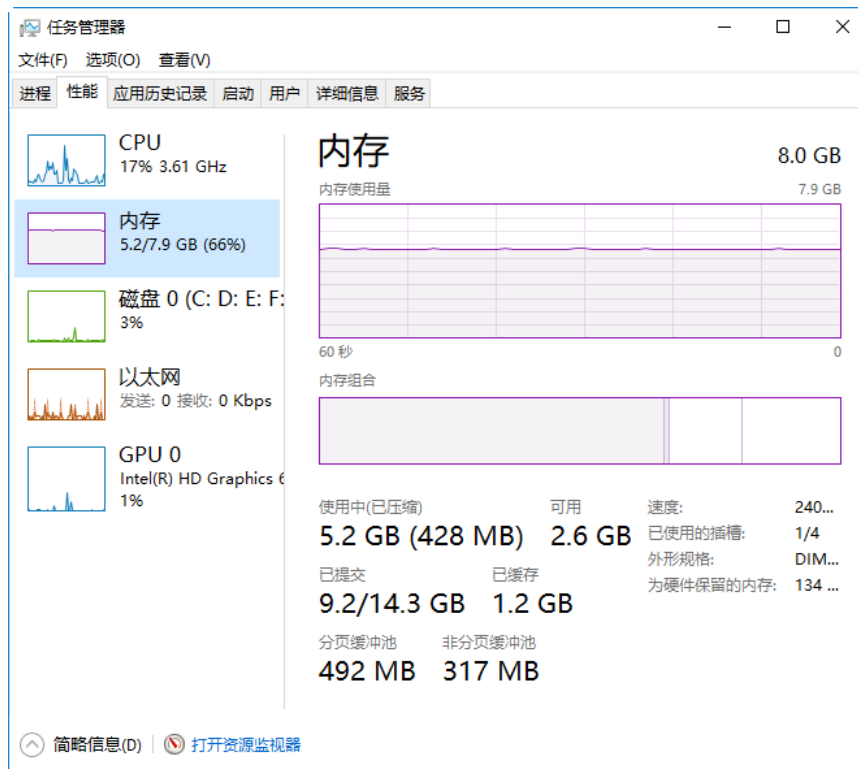 任务管理器
文件(F) 选项(O) 查看(V)
进程 性能 应用历史记录 启动 用户 详细信息 服务
CPU
17% 3.61 GHz
内存
5.2/7.9 GB (66%)
磁盘 0 (C: D: E: F:
3%
以太网
发送: 0 接收: 0 Kbps
GPU 0
Intel(R) HD Graphics 6
1%
内存 8.0 GB
内存使用量 7.9 GB
60 秒 0
内存组合
使用中(已压缩) 可用
5.2 GB (428 MB) 2.6 GB
已提交 已缓存
9.2/14.3 GB 1.2 GB
分页缓冲池 非分页缓冲池
492 MB 317 MB
速度: 240...
已使用的插槽: 1/4
外形规格: DIM...
为硬件保留的内存: 134 ...
简略信息(D) 打开资源监视器